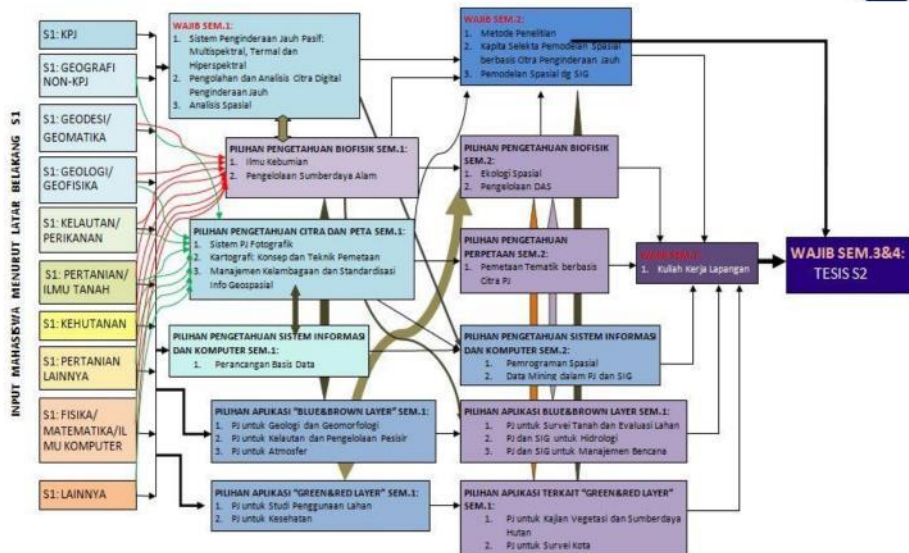 INPUT MAHASISWA MENURUT LATAR BELAKANG S1
S1: KPJ
S1: GEOGRAFI
NON-KPJ
S1: GEODESI/
GEOMATIKA
S1: GEOLOGI/
GEOFISIKA
S1: KELAUTAN/
PERIKANAN
S1: PERTANIAN/
ILMU TANAH
S1: KEHUTANAN
S1: PERTANIAN
LAINNYA
S1: FISIKA/
MATEMATIKA/IL
MU KOMPUTER
S1: LAINNYA
WAJIB SEM.1:
1. Sistem Penginderaan Jauh Pasif:
Multispektral, Termal dan
Hiperspektral
2. Pengolahan dan Analisis Citra Digital
Penginderaan Jauh
3. Analisis Spasial
PILIHAN PENGETAHUAN BIOFISIK SEM.1:
1. Ilmu Kebumian
2. Pengelolaan Sumberdaya Alam
PILIHAN PENGETAHUAN CITRA DAN PETA SEM.1:
1. Sistem PJ Fotografik
2. Kartografi: Konsep dan Teknik Pemetaan
3. Manajemen Kelambagaan dan Standardisasi
Info Geospasial
PILIHAN PENGETAHUAN SISTEM INFORMASI
DAN KOMPUTER SEM.1:
1. Perancangan Basis Data
PILIHAN APLIKASI "BLUE&BROWN LAYER" SEM.1:
1. PJ untuk Geologi dan Geomorfologi
2. PJ untuk Kelautan dan Pengelolaan Pesisir
3. PJ untuk Atmosfer
PILIHAN APLIKASI "GREEN&RED LAYER" SEM.1:
1. PJ untuk Studi Penggunaan Lahan
2. PJ untuk Kesehatan
WAJIB SEM.2:
1. Metode Penelitian
2. Kapita Selekta Pemodelan Spasial
berbasis Citra Penginderaan Jauh
3. Pemodelan Spasial dg SIG
PILIHAN PENGETAHUAN BIOFISIK
SEM.2:
1. Ekologi Spasial
2. Pengelolaan DAS
PILIHAN PENGETAHUAN
PERPETAAN SEM.2:
1. Pemetaan Tematik berbasis
Citra PJ
PILIHAN PENGETAHUAN SISTEM INFORMASI
DAN KOMPUTER SEM.2:
1. Pemrograman Spasial
2. Data Mining dalam PJ dan SIG
PILIHAN APLIKASI BLUE&BROWN LAYER SEM.1:
1. PJ untuk Survei Tanah dan Evaluasi Lahan
2. PJ dan SIG untuk Hidrologi
3. PJ dan SIG untuk Manajemen Bencana
PILIHAN APLIKASI TERKAIT "GREEN&RED LAYER"
SEM.1:
1. PJ untuk Kajian Vegetasi dan Sumberdaya
Hutan
2. PJ untuk Survei Kota
1. Kuliah Kerja Lapangan
WAJIB SEM.3&4:
TESIS S2